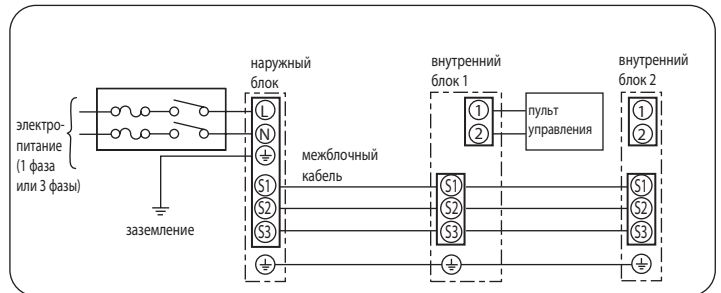 наружный
блок
внутренний
блок 1
внутренний
блок 2
электро-
питание
(1 фаза
или 3 фазы)
L
N
заземление
межблочный
кабель
1
2
пульт
управления
1
2
S1
S2
S3
S1
S2
S3
S1
S2
S3